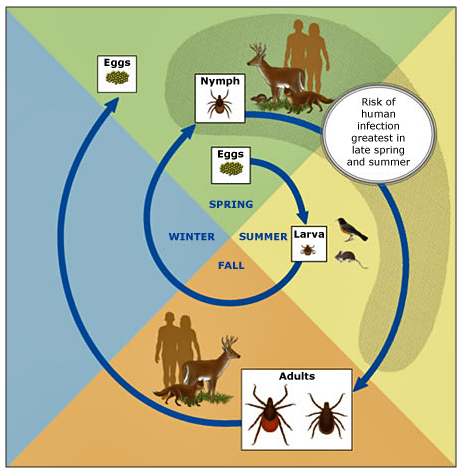 Eggs
Nymph
Risk of
human
infection
greatest in
late spring
and summer
Eggs
SPRING
WINTER
SUMMER
Larva
FALL
Adults